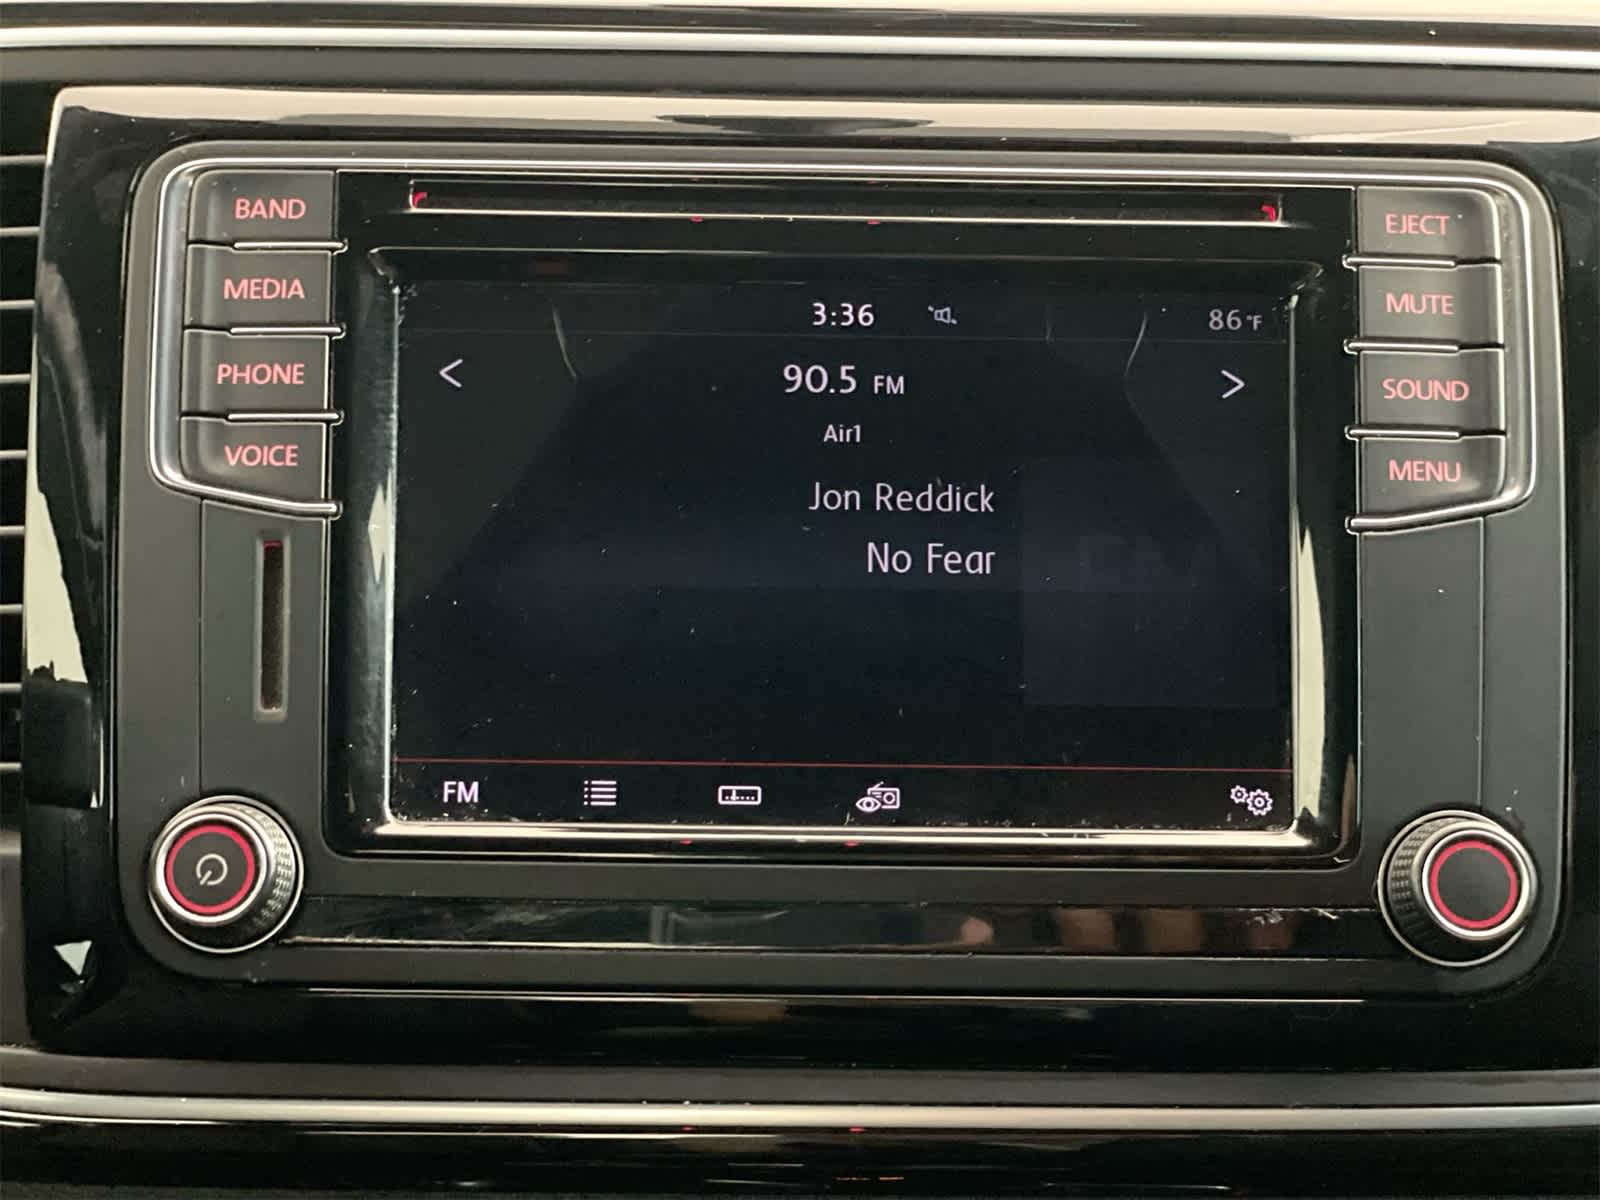 BAND
MEDIA
PHONE
VOICE
EJECT
MUTE
SOUND
MENU
3:36
86°F
<
90.5 FM
>
Air1
Jon Reddick
No Fear
FM